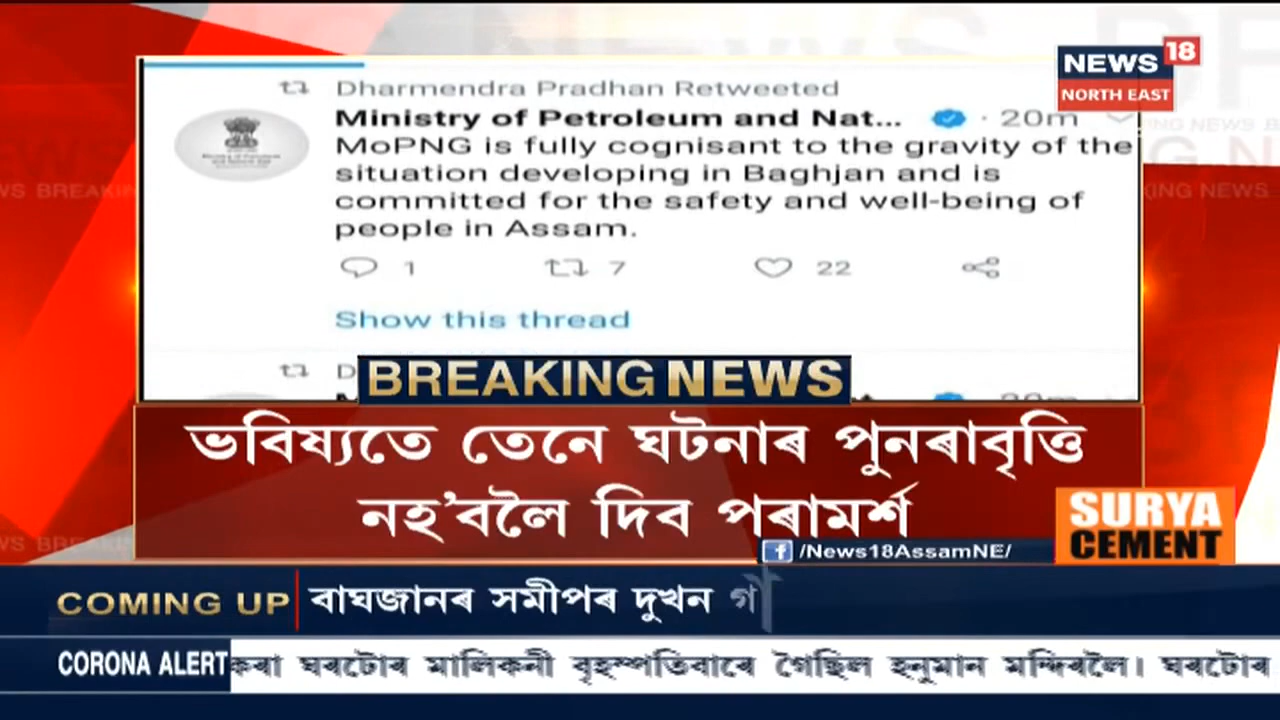 NEWS 18
NORTH EAST
Dharmendra Pradhan Retweeted
Ministry of Petroleum and Nat... · 20m
MoPNG is fully cognisant to the gravity of the
situation developing in Baghjan and is
committed for the safety and well-being of
people in Assam.
1 7 22
Show this thread
BREAKING NEWS
ভবিষ্যতে তেনে ঘটনাৰ পুনৰাবৃত্তি
নহ'বলৈ দিব পৰামৰ্শ
SURYA
CEMENT
/News18AssamNE/
COMING UP বাঘজানৰ সমীপৰ দুখন
CORONA ALERT কৰা ঘৰটোৰ মালিকনী বৃহস্পতিবাৰে গৈছিল হনুমান মন্দিৰলৈ। ঘৰটোৰ